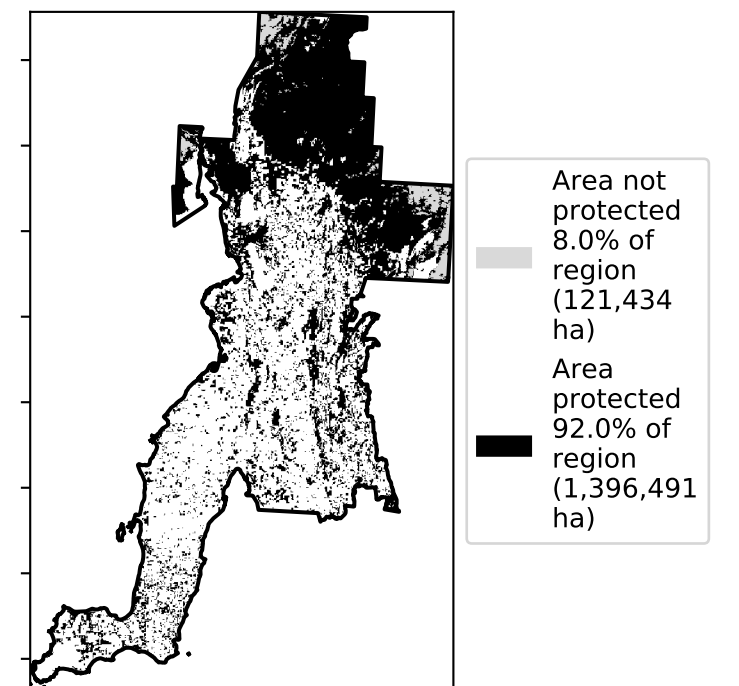 Area not
protected
8.0% of
region
(121,434
ha)
Area
protected
92.0% of
region
(1,396,491
ha)